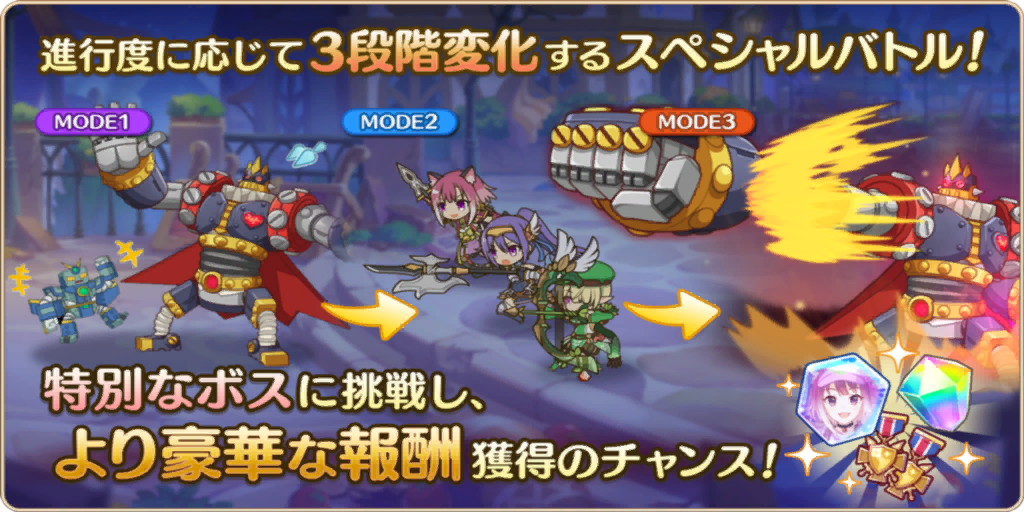 進行度に応じて3段階変化するスペシャルバトル!
MODE1
MODE2
MODE3
特別なボスに挑戦し、
より豪華な報酬獲得のチャンス!